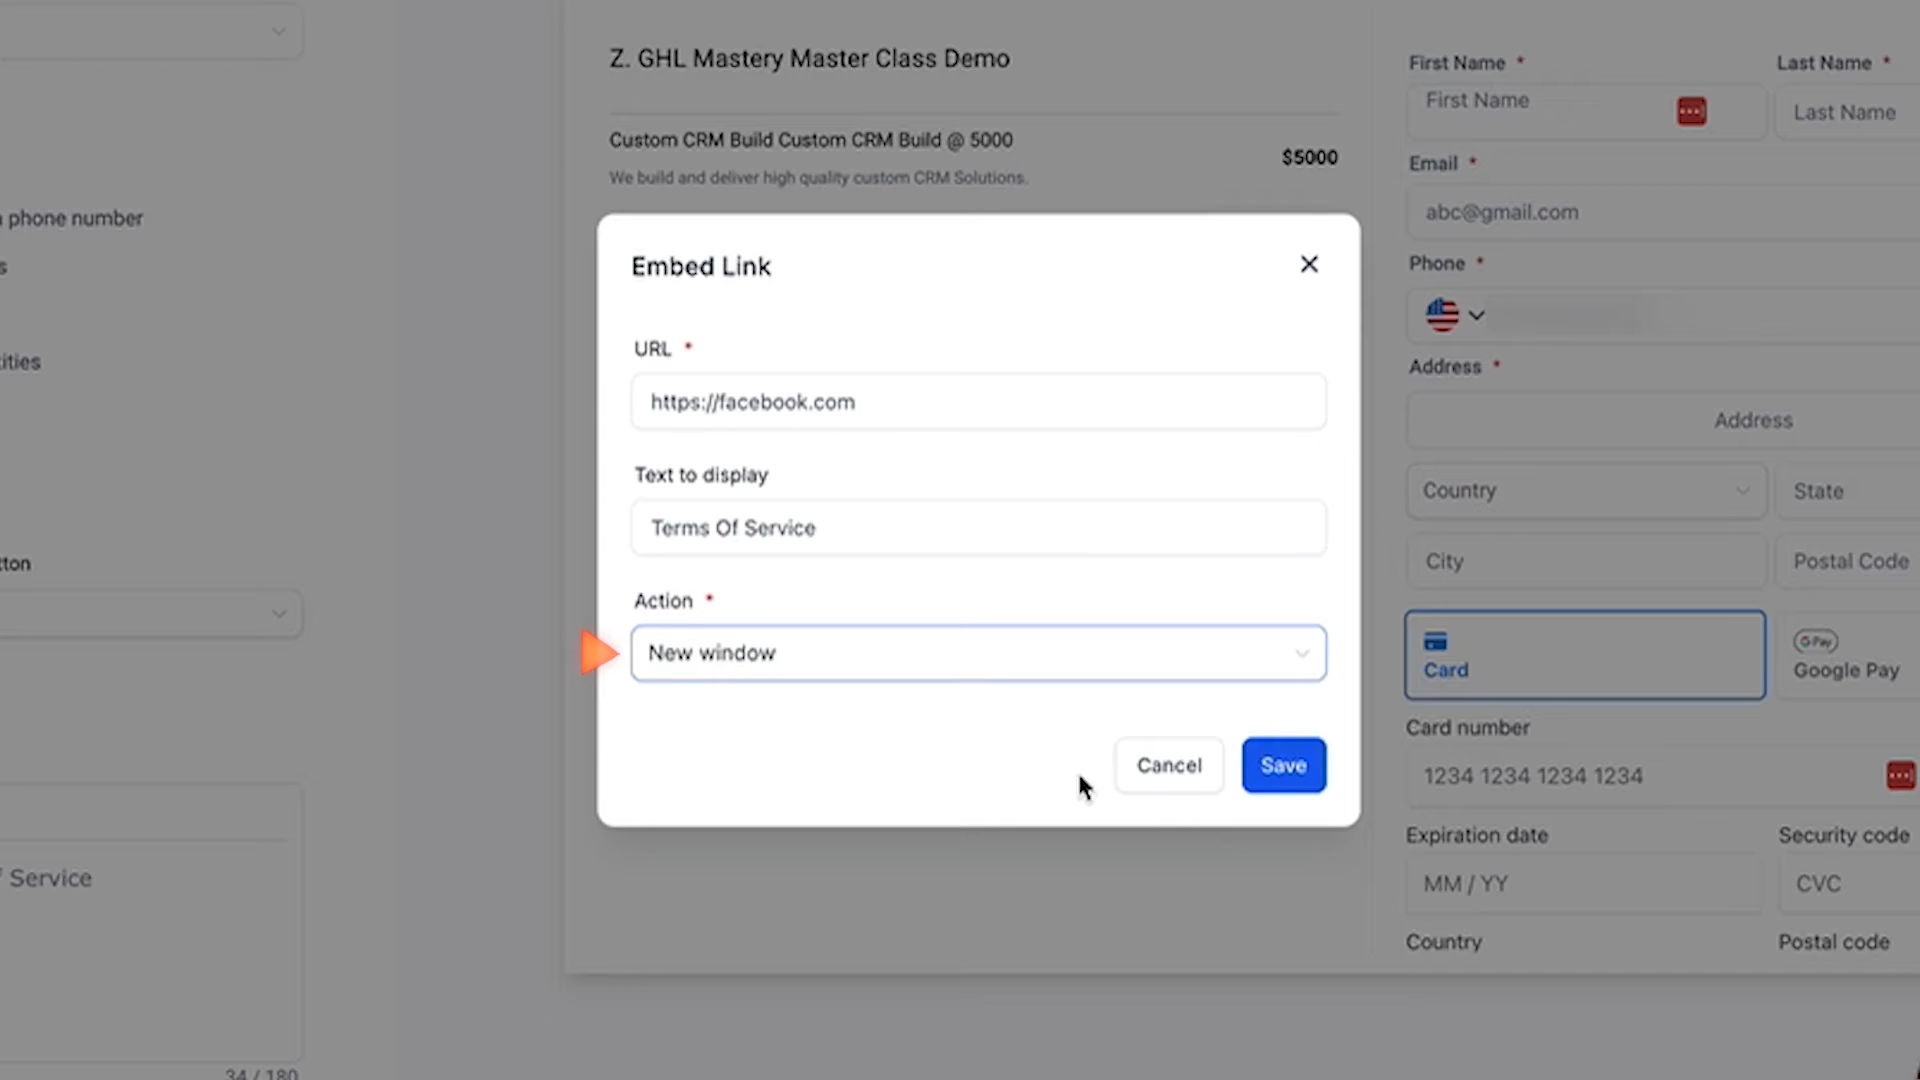 Z. GHL Mastery Master Class Demo
Custom CRM Build Custom CRM Build @ 5000
$5000
We build and deliver high quality custom CRM Solutions.
phone number
s
ities
ton
Service
34 / 180
Embed Link
URL *
https://facebook.com
Text to display
Terms Of Service
Action *
New window
Cancel
Save
First Name *
Last Name *
First Name
Last Name
Email *
abc@gmail.com
Phone *
Address *
Address
Country
State
City
Postal Code
Card
G Pay
Google Pay
Card number
1234 1234 1234 1234
Expiration date
Security code
MM / YY
CVC
Country
Postal code